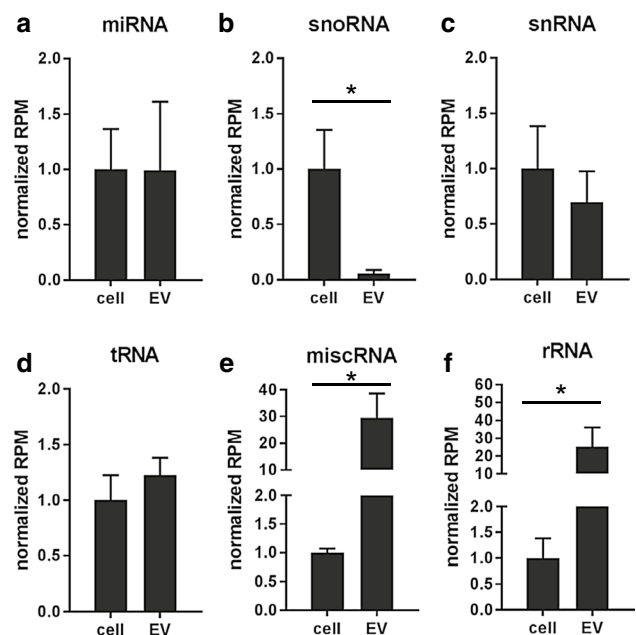 a miRNA
normalized RPM
2.0
1.5
1.0
0.5
0.0
cell EV
b snoRNA
normalized RPM
2.0
1.5
1.0
0.5
0.0
*
cell EV
c snRNA
normalized RPM
2.0
1.5
1.0
0.5
0.0
cell EV
d tRNA
normalized RPM
2.0
1.5
1.0
0.5
0.0
cell EV
e miscRNA
normalized RPM
40
30
20
10
2.0
1.5
1.0
0.5
0.0
*
cell EV
f rRNA
normalized RPM
60
50
40
30
20
10
2.0
1.5
1.0
0.5
0.0
*
cell EV